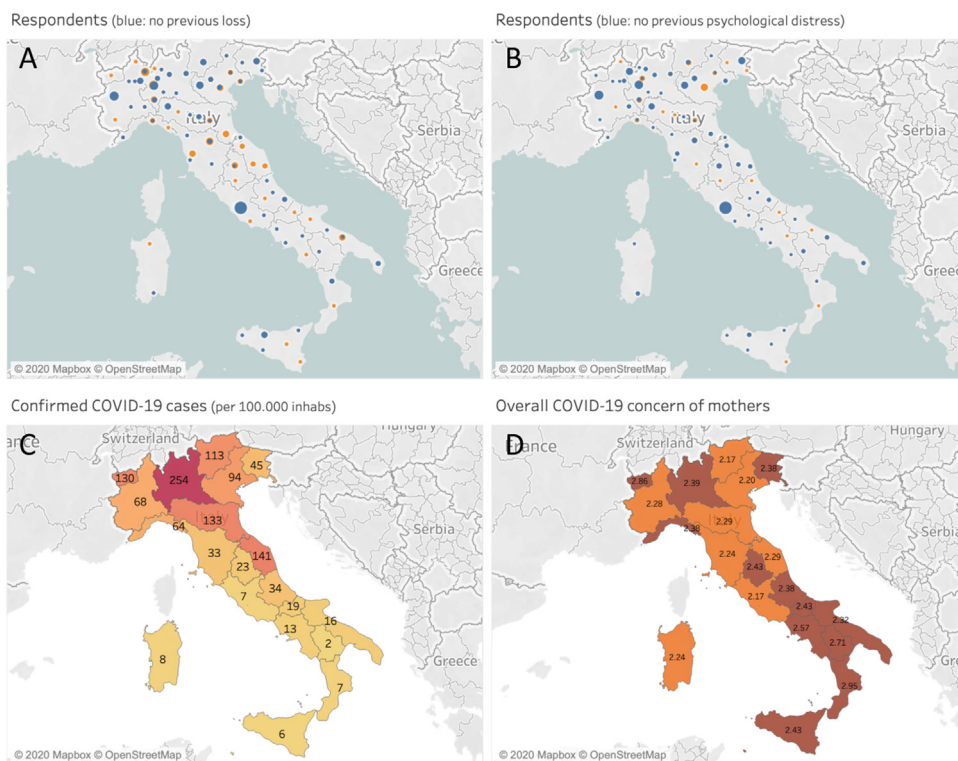 Respondents (blue: no previous loss)
Respondents (blue: no previous psychological distress)
A
Italy
Serbia
Greece
© 2020 Mapbox © OpenStreetMap
B
Italy
Serbia
Greece
© 2020 Mapbox © OpenStreetMap
Confirmed COVID-19 cases (per 100.000 inhabs)
Overall COVID-19 concern of mothers
C
Switzerland
Hungary
130
254
113
45
94
68
64
133
141
33
23
34
7
19
16
13
2
8
7
6
Serbia
Greece
© 2020 Mapbox © OpenStreetMap
D
France
Switzerland
Hungary
2.17
2.38
2.86
2.39
2.20
2.28
2.38
2.29
2.24
2.29
2.43
2.38
2.17
2.43
2.32
2.57
2.71
2.24
2.95
2.43
Serbia
Greece
© 2020 Mapbox © OpenStreetMap